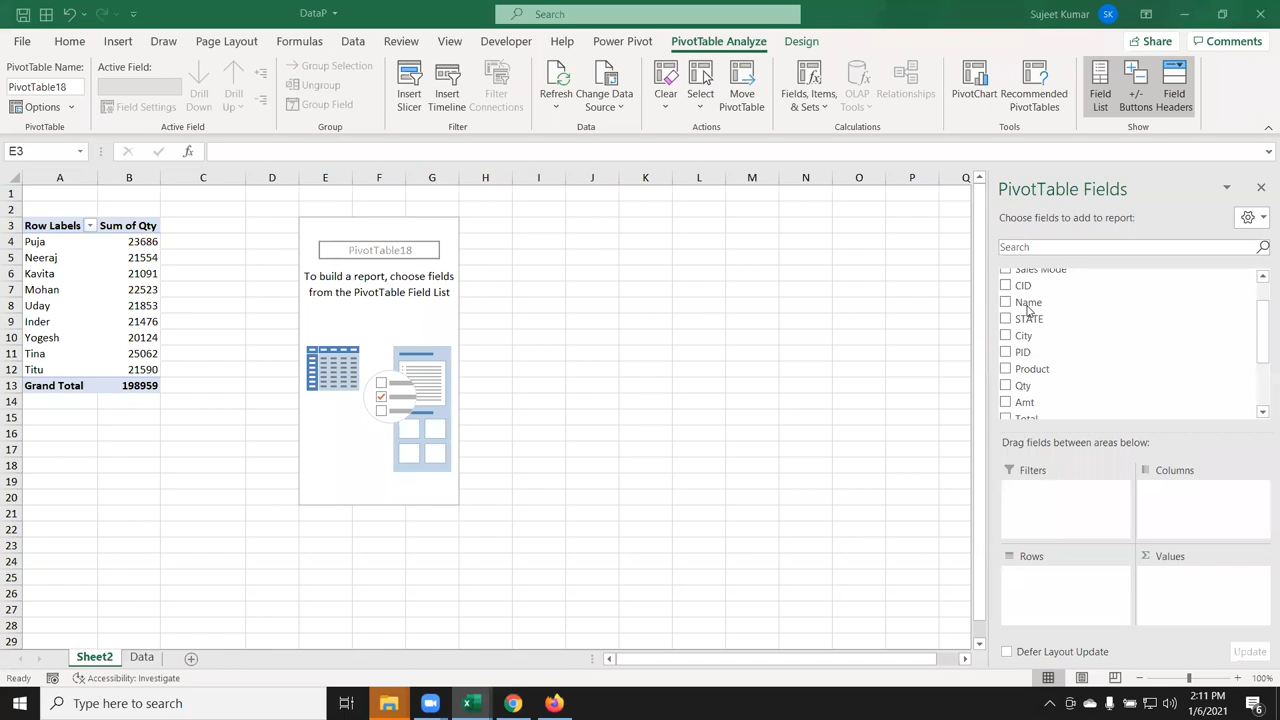 DataP
Search
Sujeet Kumar
SK
File
Home
Insert
Draw
Page Layout
Formulas
Data
Review
View
Developer
Help
Power Pivot
PivotTable Analyze
Design
Share
Comments
PivotTable Name:
PivotTable18
Options
PivotTable
Active Field:
Field Settings
Drill
Down
Drill
Up
Active Field
Group Selection
Ungroup
Group Field
Group
Insert
Slicer
Insert
Timeline
Filter
Connections
Filter
Refresh
Change Data
Source
Data
Clear
Select
Move
PivotTable
Actions
Fields, Items,
& Sets
OLAP
Tools
Relationships
Calculations
PivotChart
Recommended
PivotTables
Tools
Field
List
+/-
Buttons
Field
Headers
Show
E3
fx
A B C D E F G H I J K L M N O P Q
1
2
3 Row Labels Sum of Qty
4 Puja 23686
5 Neeraj 21554
6 Kavita 21091
7 Mohan 22523
8 Uday 21853
9 Inder 21476
10 Yogesh 20124
11 Tina 25062
12 Titu 21590
13 Grand Total 198959
14
15
16
17
18
19
20
21
22
23
24
25
26
27
28
29
PivotTable18
To build a report, choose fields
from the PivotTable Field List
PivotTable Fields
Choose fields to add to report:
Search
Sales Mode
CID
Name
STATE
City
PID
Product
Qty
Amt
Total
Drag fields between areas below:
Filters
Columns
Rows
Values
Defer Layout Update
Update
Sheet2
Data
Ready
Accessibility: Investigate
100%
Type here to search
2:11 PM
1/6/2021
6